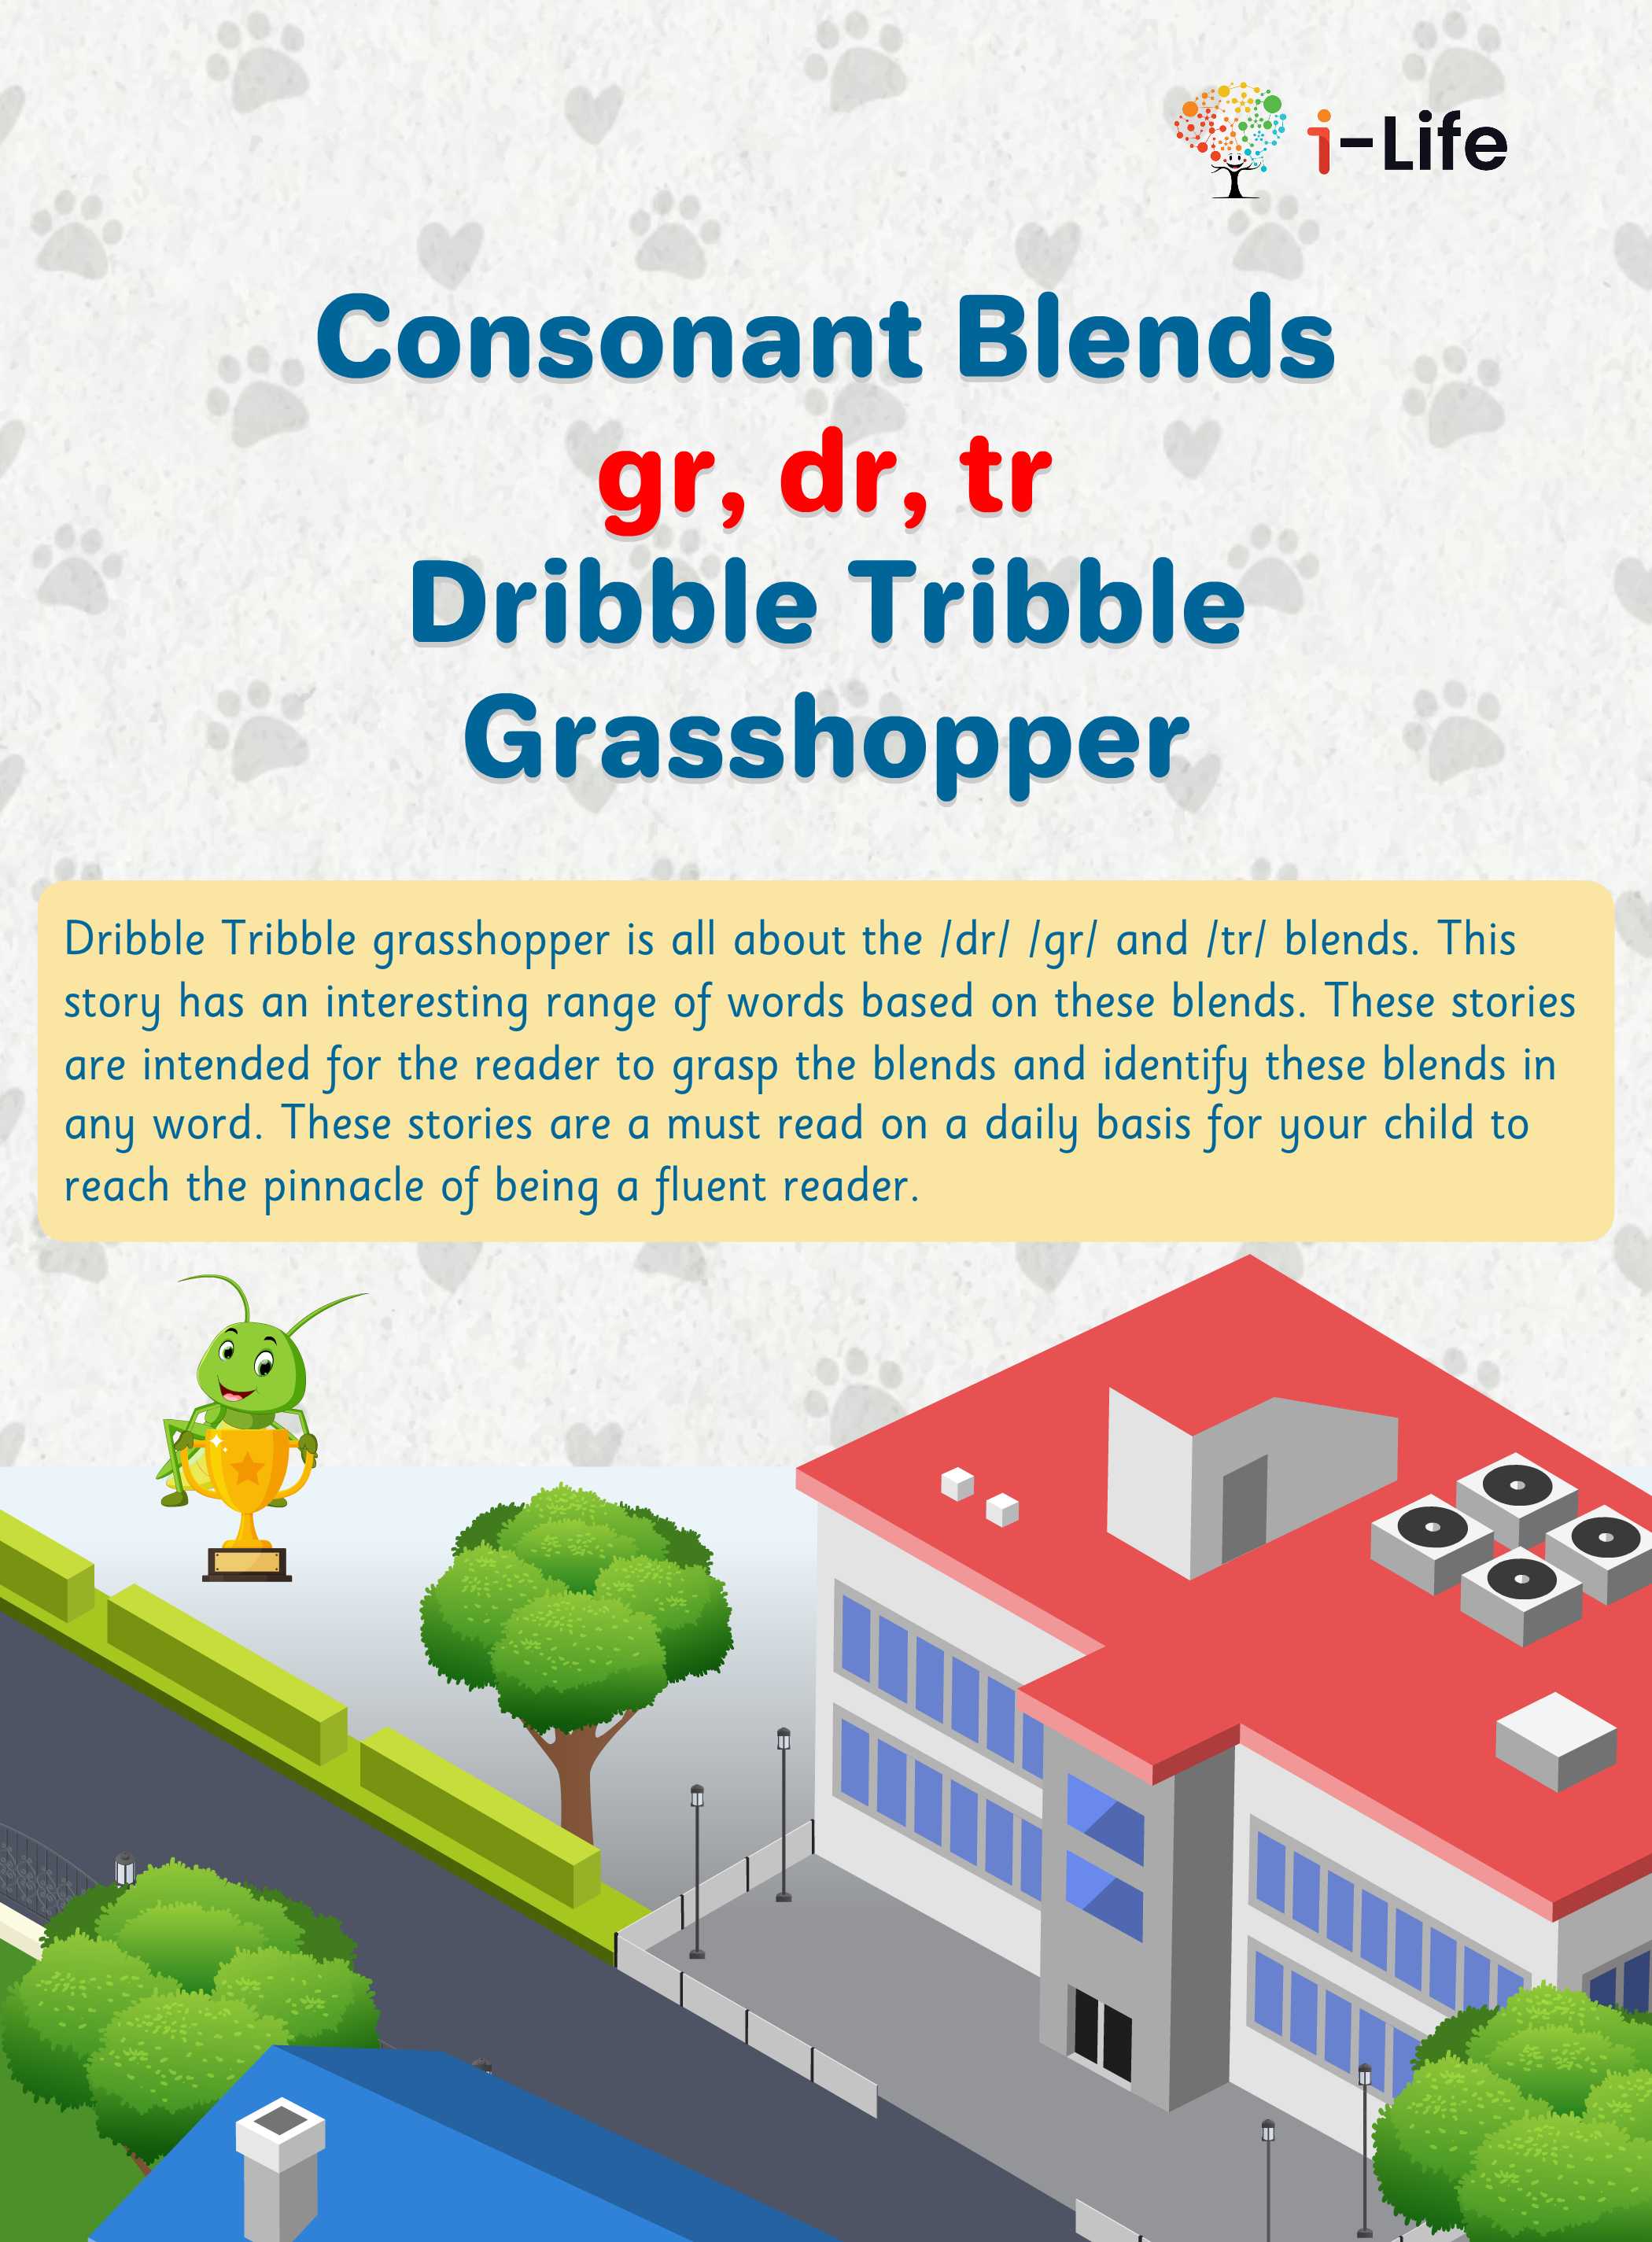 i-Life
Consonant Blends
gr, dr, tr
Dribble Tribble
Grasshopper
Dribble Tribble grasshopper is all about the /dr/ /gr/ and /tr/ blends. This
story has an interesting range of words based on these blends. These stories
are intended for the reader to grasp the blends and identify these blends in
any word. These stories are a must read on a daily basis for your child to
reach the pinnacle of being a fluent reader.